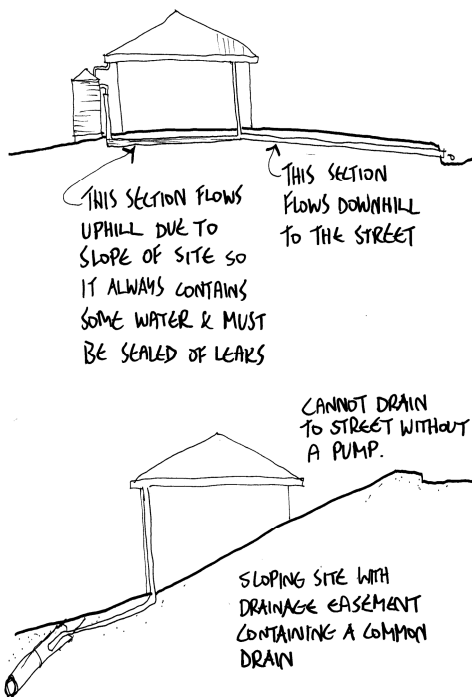 THIS SECTION FLOWS
UPHILL DUE TO
SLOPE OF SITE SO
IT ALWAYS CONTAINS
SOME WATER & MUST
BE SEALED OF LEAKS
THIS SECTION
FLOWS DOWNHILL
TO THE STREET
CANNOT DRAIN
TO STREET WITHOUT
A PUMP.
SLOPING SITE WITH
DRAINAGE EASEMENT
CONTAINING A COMMON
DRAIN